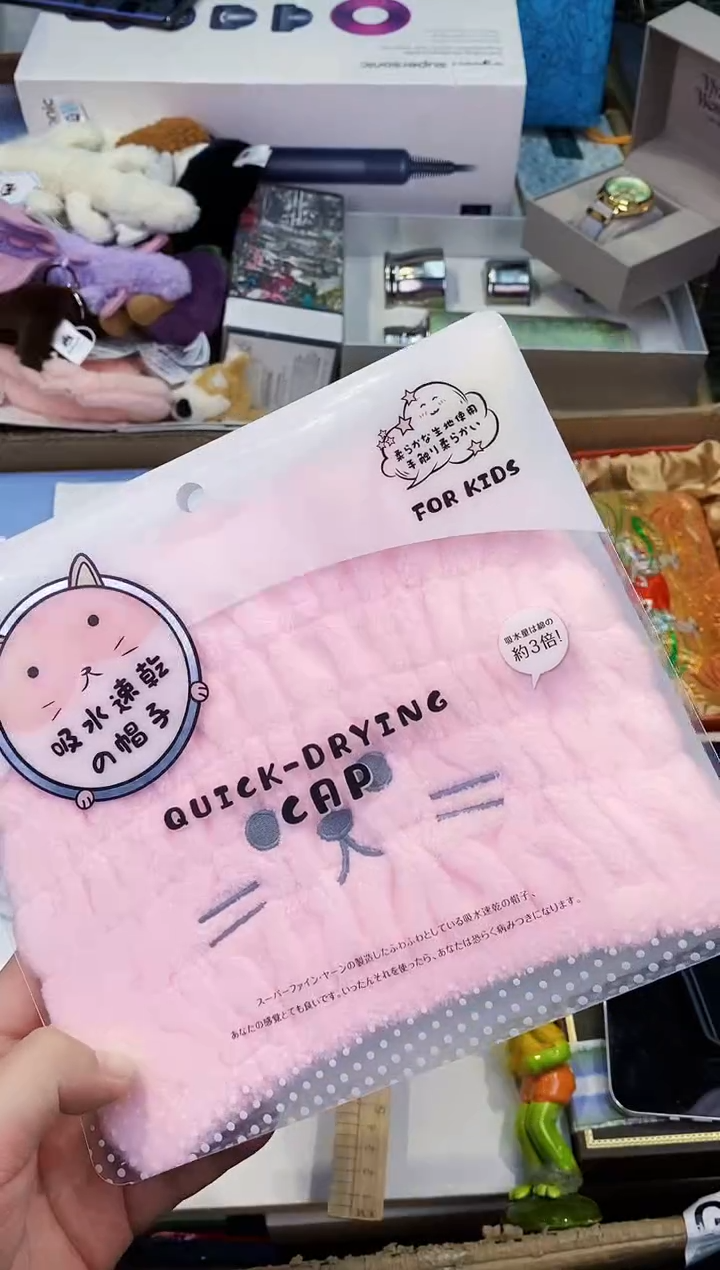 Supersonic
柔らかな生地使用
手触り柔らかい
FOR KIDS
吸水量は綿の
約3倍!
吸水速乾
の帽子
QUICK-DRYING
CAP
スーパーファイン・ヤーンの製造したふわふわとしている吸水速乾の帽子、
あなたの感覚とても良いです。いったんそれを使ったら、あなたは恐らく病みつきになります。